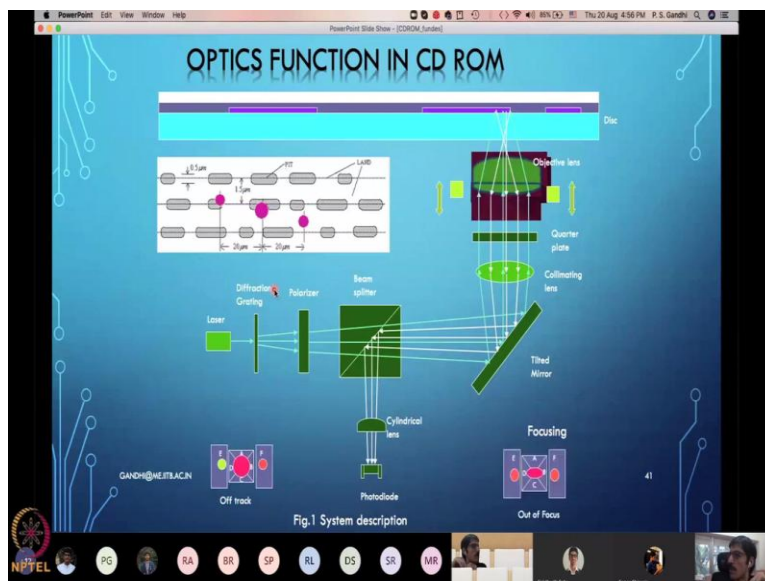 PowerPoint Edit View Window Help
85% Thu 20 Aug 4:56 PM P. S. Gandhi
PowerPoint Slide Show - [CDROM_fundes]
OPTICS FUNCTION IN CD ROM
Disc
Objective lens
0.5μm
PIT
LAND
1.5μm
20μm
20μm
Quarter
plate
Collimating
lens
Diffraction
Grating
Polarizer
Beam
splitter
Laser
Tilted
Mirror
Cylindrical
lens
Focusing
E A F
D B
C
E A F
D B
C
GANDHI@ME.IITB.AC.IN
41
Off track
Photodiode
Out of Focus
Fig.1 System description
NPTEL
PG RA BR SP RL DS SR MR